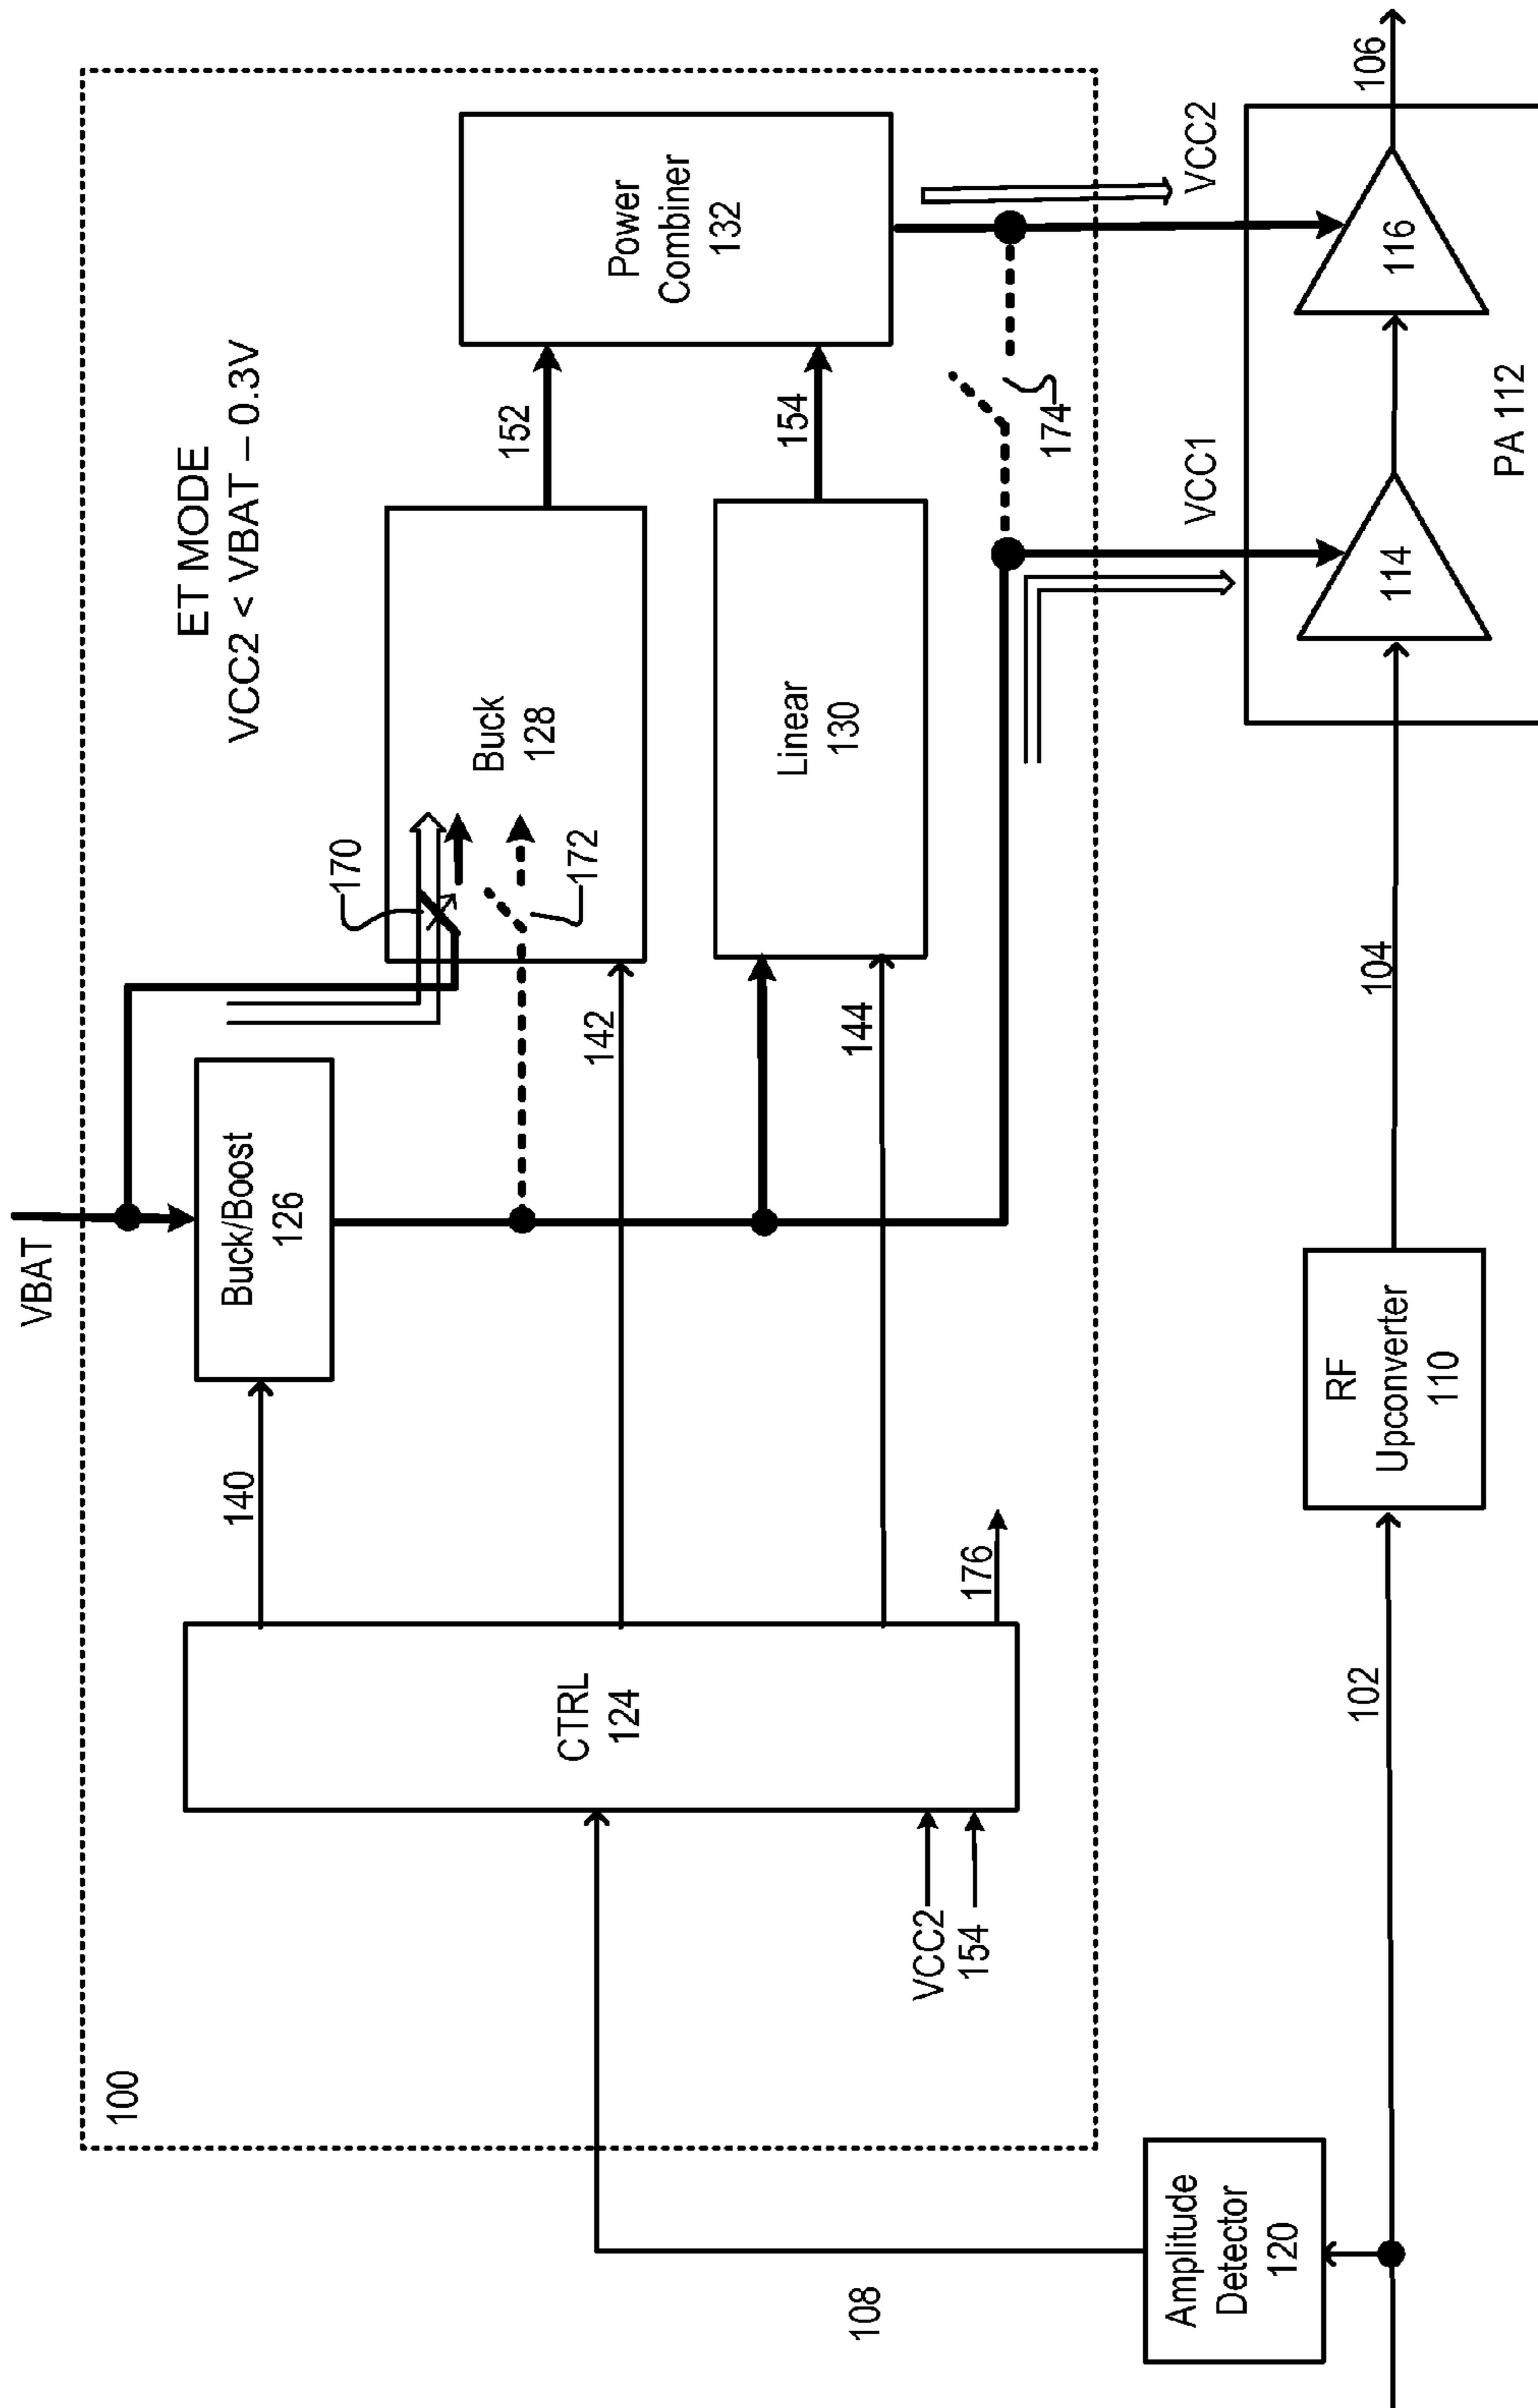 VBAT
ET MODE
VCC2 < VBAT – 0.3V
100
140
Buck/Boost
126
170
Buck
128
172
152
Power
Combiner
132
CTRL
124
142
Linear
130
154
144
VCC2
154
176
174
108
VCC1
VCC2
Amplitude
Detector
120
102
RF
Upconverter
110
104
114
116
106
PA 112